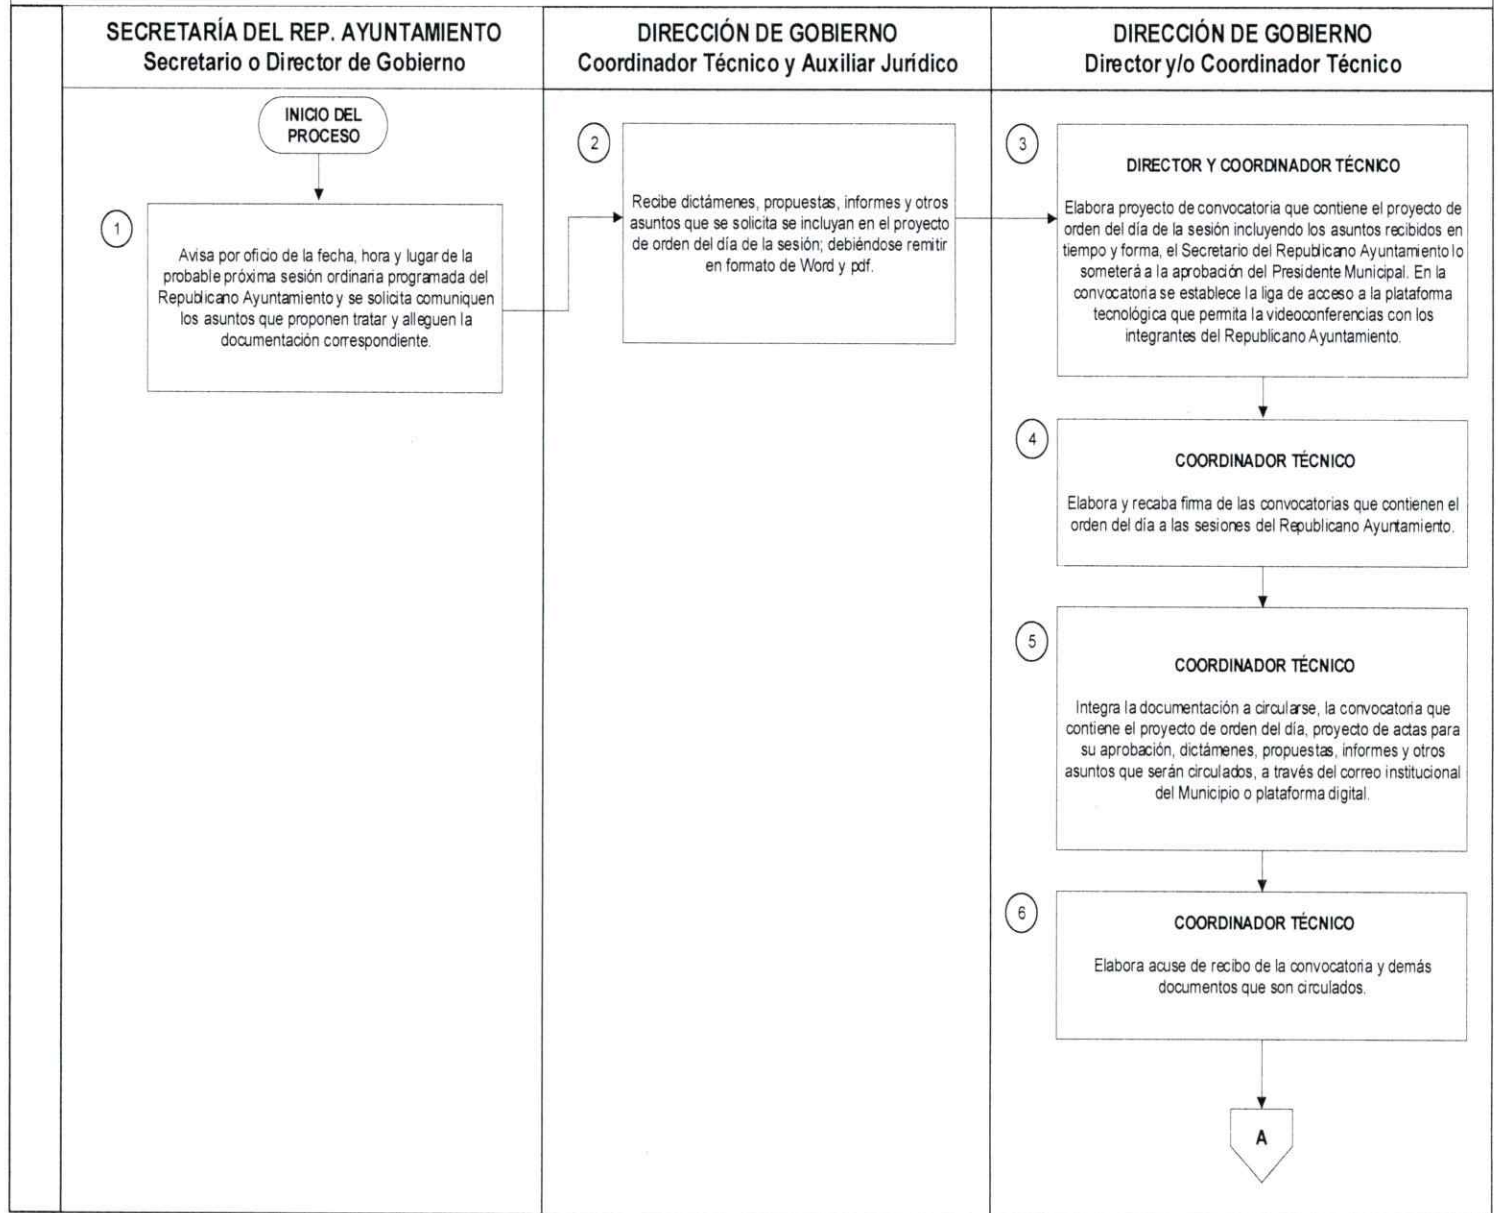 SECRETARÍA DEL REP. AYUNTAMIENTO
Secretario o Director de Gobierno
DIRECCIÓN DE GOBIERNO
Coordinador Técnico y Auxiliar Jurídico
DIRECCIÓN DE GOBIERNO
Director y/o Coordinador Técnico
INICIO DEL
PROCESO
1
Avisa por oficio de la fecha, hora y lugar de la
probable próxima sesión ordinaria programada del
Republicano Ayuntamiento y se solicita comuniquen
los asuntos que proponen tratar y alleguen la
documentación correspondiente.
2
Recibe dictámenes, propuestas, informes y otros
asuntos que se solicita se incluyan en el proyecto
de orden del día de la sesión; debiéndose remitir
en formato de Word y pdf.
3
DIRECTOR Y COORDINADOR TÉCNICO
Elabora proyecto de convocatoria que contiene el proyecto de
orden del día de la sesión incluyendo los asuntos recibidos en
tiempo y forma, el Secretario del Republicano Ayuntamiento lo
someterá a la aprobación del Presidente Municipal. En la
convocatoria se establece la liga de acceso a la plataforma
tecnológica que permita la videoconferencias con los
integrantes del Republicano Ayuntamiento.
4
COORDINADOR TÉCNICO
Elabora y recaba firma de las convocatorias que contienen el
orden del día a las sesiones del Republicano Ayuntamiento.
5
COORDINADOR TÉCNICO
Integra la documentación a circularse, la convocatoria que
contiene el proyecto de orden del día, proyecto de actas para
su aprobación, dictámenes, propuestas, informes y otros
asuntos que serán circulados, a través del correo institucional
del Municipio o plataforma digital.
6
COORDINADOR TÉCNICO
Elabora acuse de recibo de la convocatoria y demás
documentos que son circulados.
A